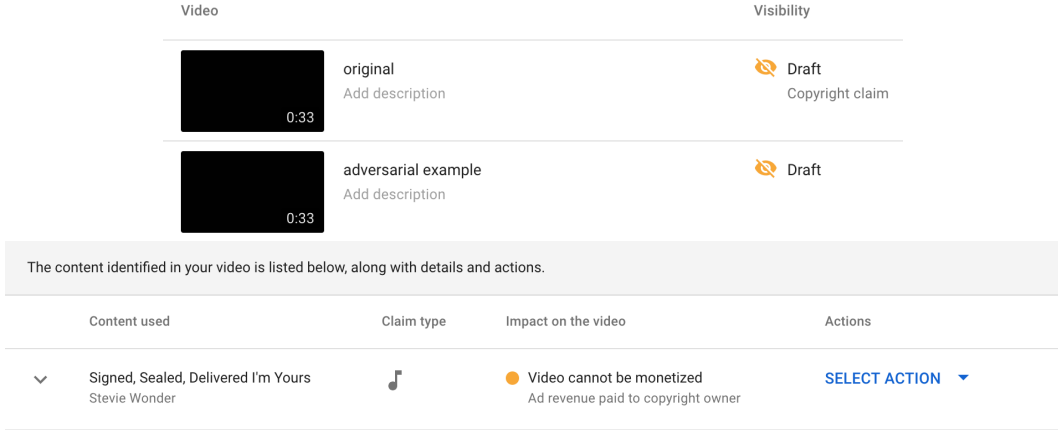 Video Visibility
original Draft
Add description Copyright claim
0:33
adversarial example Draft
Add description
0:33
The content identified in your video is listed below, along with details and actions.
Content used Claim type Impact on the video Actions
Signed, Sealed, Delivered I'm Yours Video cannot be monetized SELECT ACTION
Stevie Wonder Ad revenue paid to copyright owner